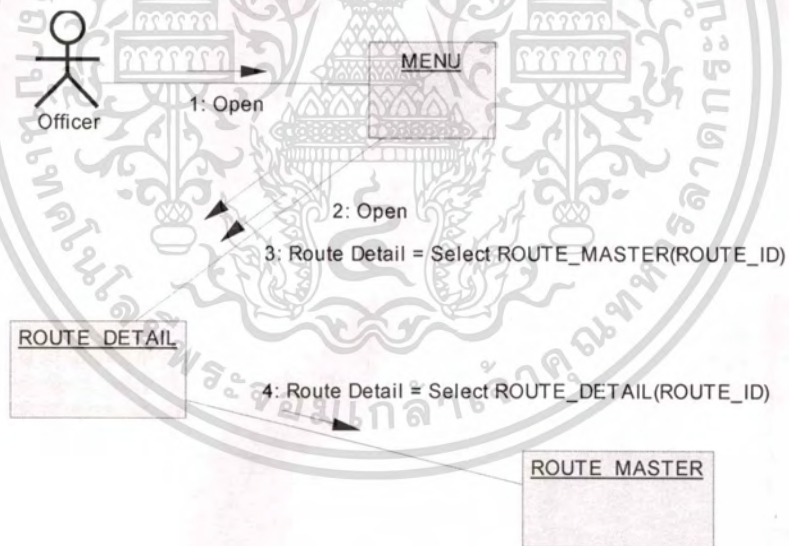 MENU
1: Open
Officer
2: Open
3: Route Detail = Select ROUTE_MASTER(ROUTE_ID)
ROUTE DETAIL
4: Route Detail = Select ROUTE_DETAIL(ROUTE_ID)
ROUTE MASTER